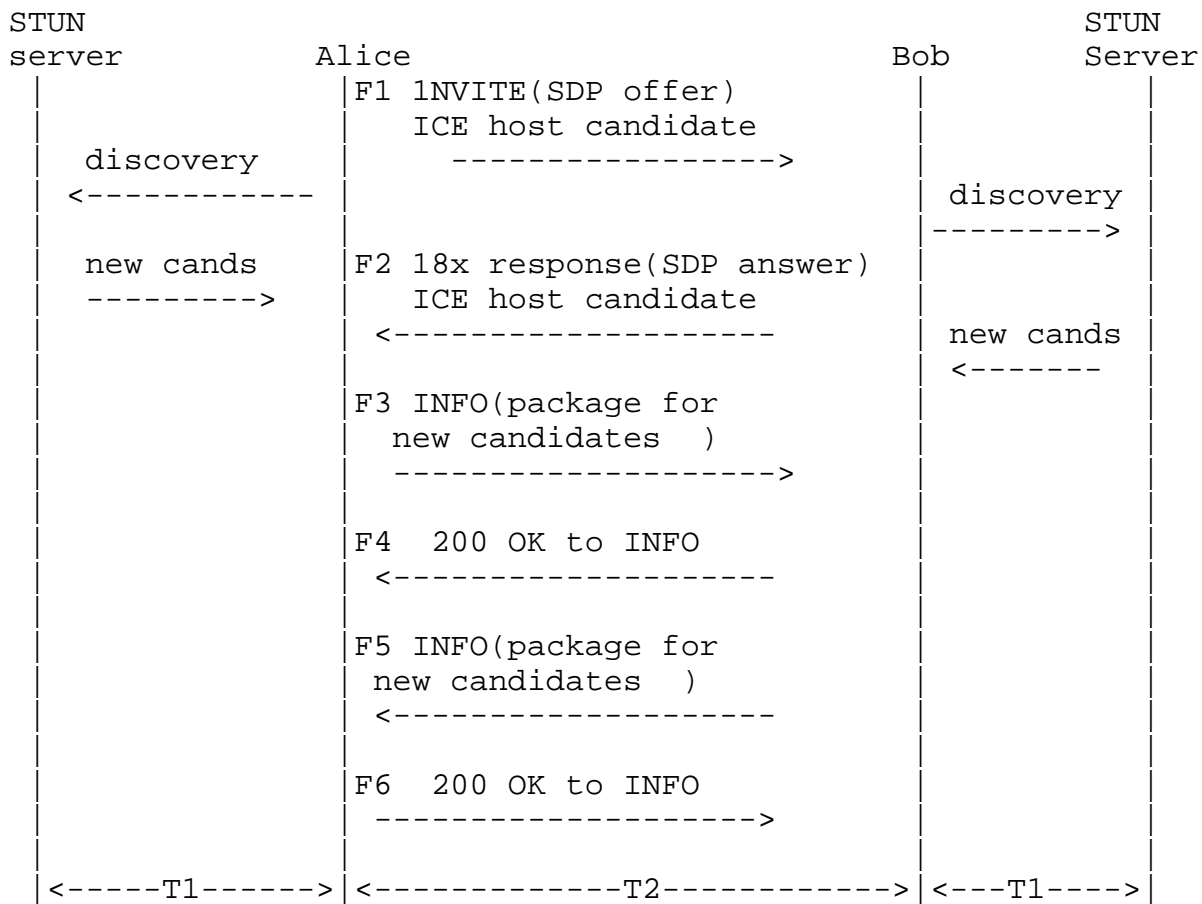 STUN STUN
server Alice Bob Server
F1 1NVITE(SDP offer)
ICE host candidate
discovery ----------------->
<------------- discovery
--------->
new cands F2 18x response(SDP answer)
---------> ICE host candidate
<-------------------- new cands
<-------
F3 INFO(package for
new candidates )
-------------------->
F4 200 OK to INFO
<--------------------
F5 INFO(package for
new candidates )
<--------------------
F6 200 OK to INFO
-------------------->
|<-----T1------>|<-------------T2------------>|<---T1---->|